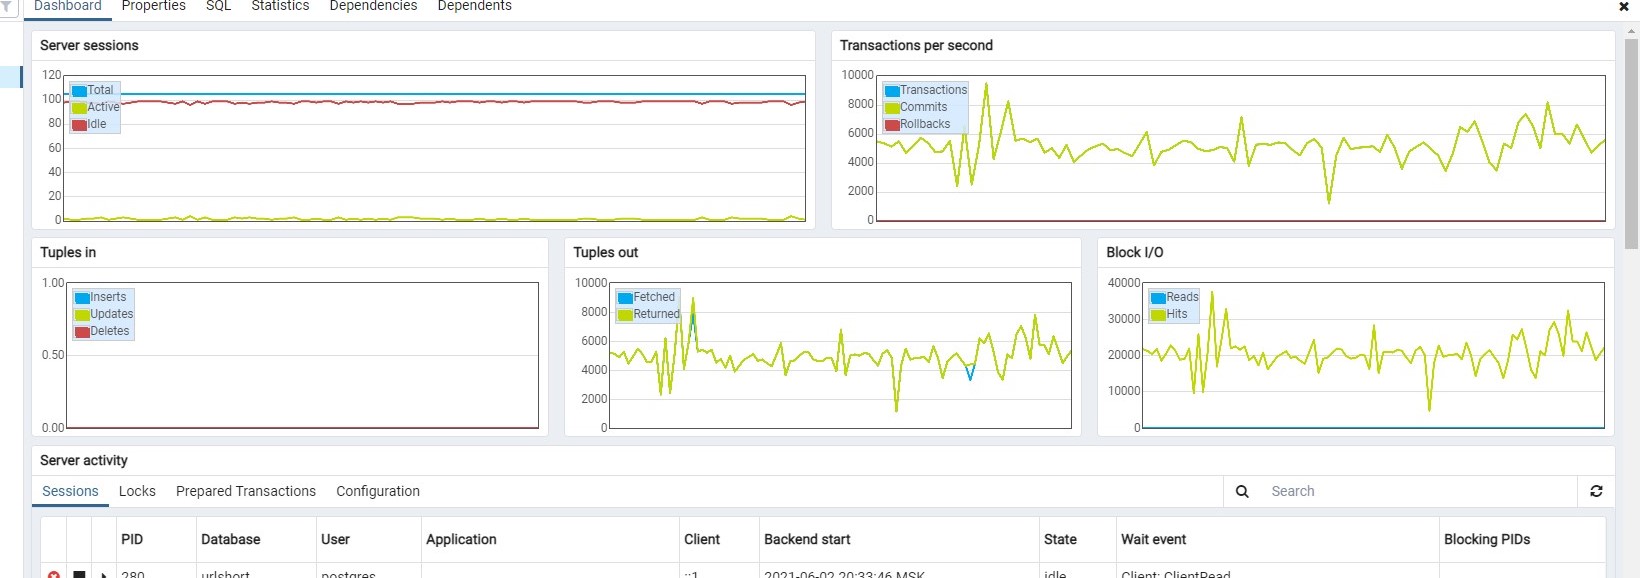 Dashboard Properties SQL Statistics Dependencies Dependents
Server sessions
120
100
80
60
40
20
0
Total
Active
Idle
Transactions per second
10000
8000
6000
4000
2000
0
Transactions
Commits
Rollbacks
Tuples in
1.00
0.50
0.00
Inserts
Updates
Deletes
Tuples out
10000
8000
6000
4000
2000
0
Fetched
Returned
Block I/O
40000
30000
20000
10000
0
Reads
Hits
Server activity
Sessions Locks Prepared Transactions Configuration Search
PID Database User Application Client Backend start State Wait event Blocking PIDs
280 urlshort postgres ::1 2021-06-02 20:33:46 MSK idle Client: ClientRead